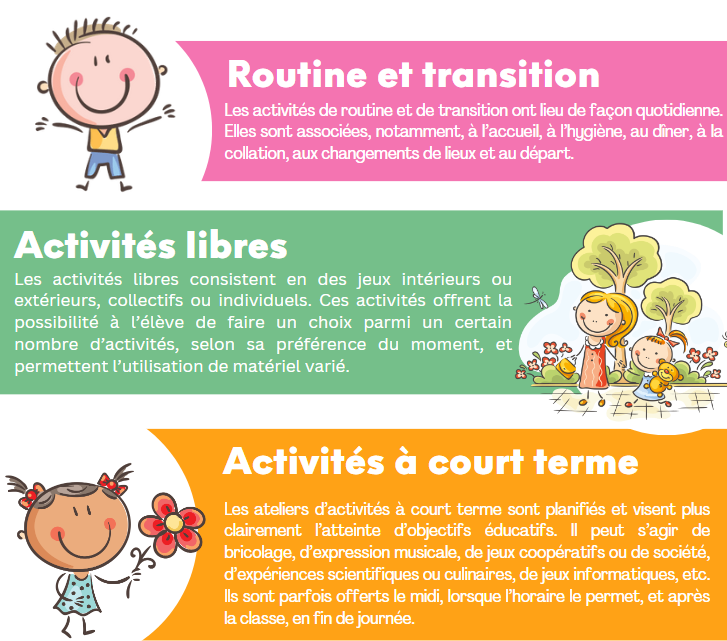 Routine et transition
Les activités de routine et de transition ont lieu de façon quotidienne.
Elles sont associées, notamment, à l'accueil, à l'hygiène, au dîner, à la
collation, aux changements de lieux et au départ.
Activités libres
Les activités libres consistent en des jeux intérieurs ou
extérieurs, collectifs ou individuels. Ces activités offrent la
possibilité à l'élève de faire un choix parmi un certain
nombre d'activités, selon sa préférence du moment, et
permettent l'utilisation de matériel varié.
Activités à court terme
Les ateliers d'activités à court terme sont planifiés et visent plus
clairement l'atteinte d'objectifs éducatifs. Il peut s'agir de
bricolage, d'expression musicale, de jeux coopératifs ou de société,
d'expériences scientifiques ou culinaires, de jeux informatiques, etc.
Ils sont parfois offerts le midi, lorsque l'horaire le permet, et après
la classe, en fin de journée.